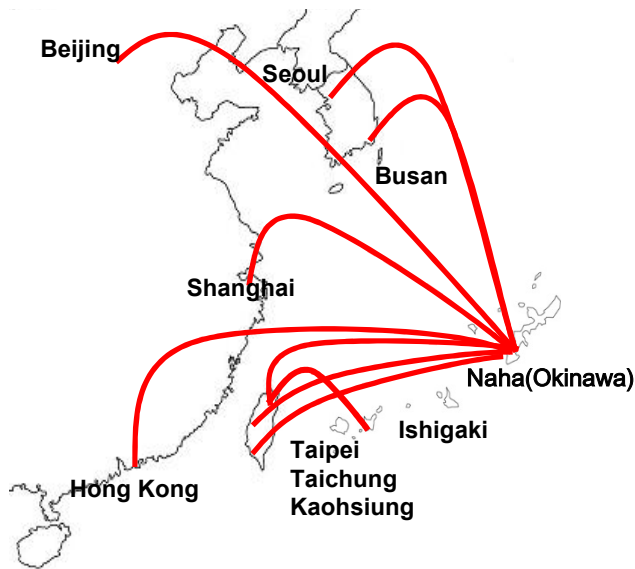 Beijing
Seoul
Busan
Shanghai
Naha(Okinawa)
Ishigaki
Taipei
Taichung
Kaohsiung
Hong Kong